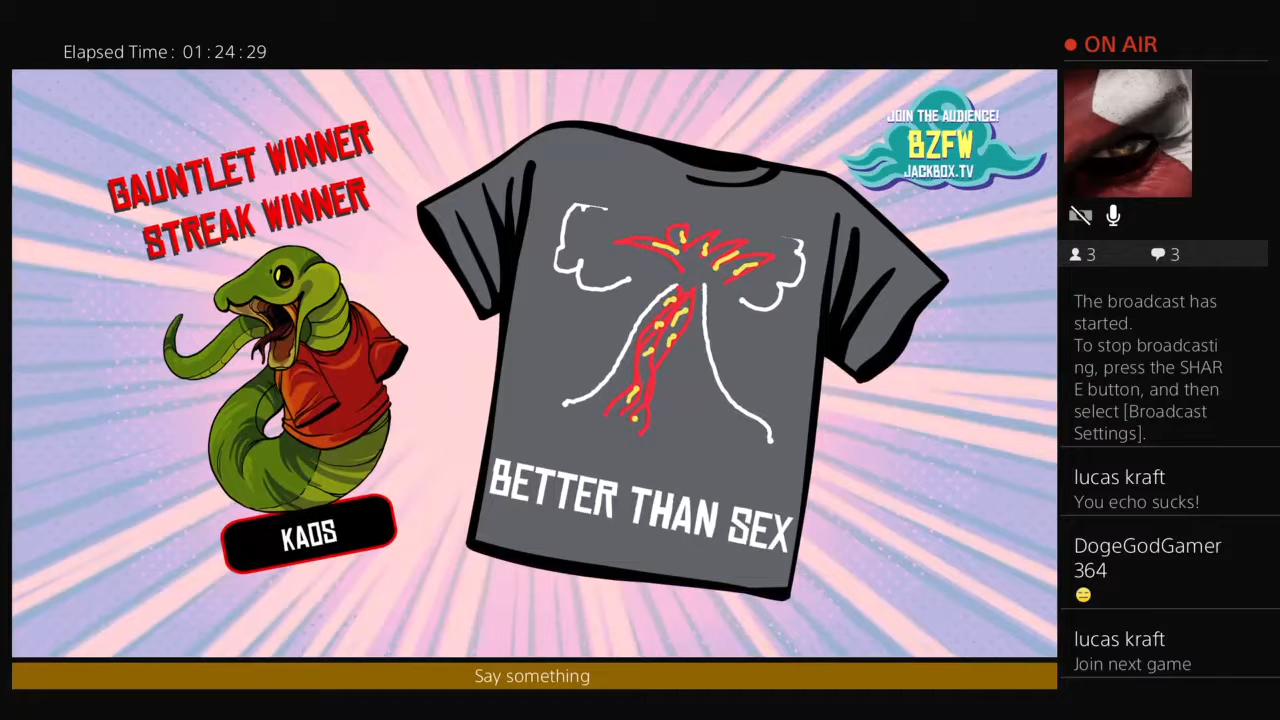 Elapsed Time: 01:24:29
ON AIR
GAUNTLET WINNER
STREAK WINNER
JOIN THE AUDIENCE!
BZFW
JACKBOX.TV
KAOS
BETTER THAN SEX
3
3
The broadcast has
started.
To stop broadcasti
ng, press the SHAR
E button, and then
select [Broadcast
Settings].
lucas kraft
You echo sucks!
DogeGodGamer
364
lucas kraft
Join next game
Say something